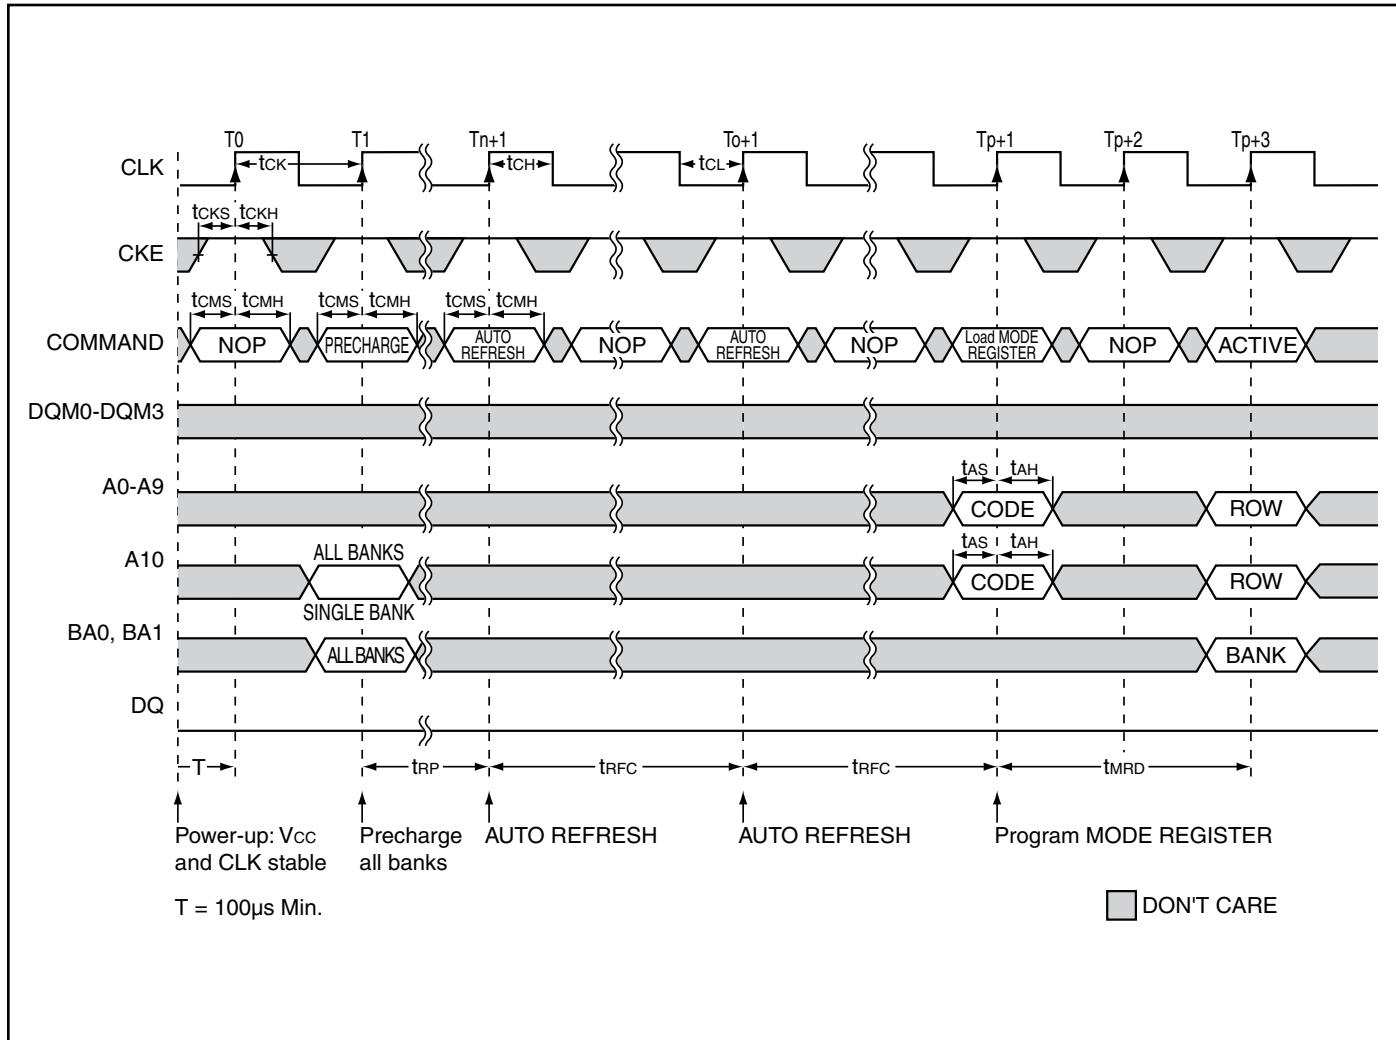 T0 T1 Tn+1 To+1 Tp+1 Tp+2 Tp+3
CLK tCK tCH tCL
tCKS tCKH
CKE
tCMS tCMH tCMS tCMH tCMS tCMH
COMMAND NOP PRECHARGE AUTO REFRESH NOP AUTO REFRESH NOP Load MODE REGISTER NOP ACTIVE
DQM0-DQM3
tAS tAH
A0-A9 CODE ROW
ALL BANKS tAS tAH
A10 CODE ROW
SINGLE BANK
BA0, BA1 ALL BANKS BANK
DQ
T tRP tRFC tRFC tMRD
Power-up: VCC Precharge AUTO REFRESH AUTO REFRESH Program MODE REGISTER
and CLK stable all banks
T = 100µs Min. DON'T CARE